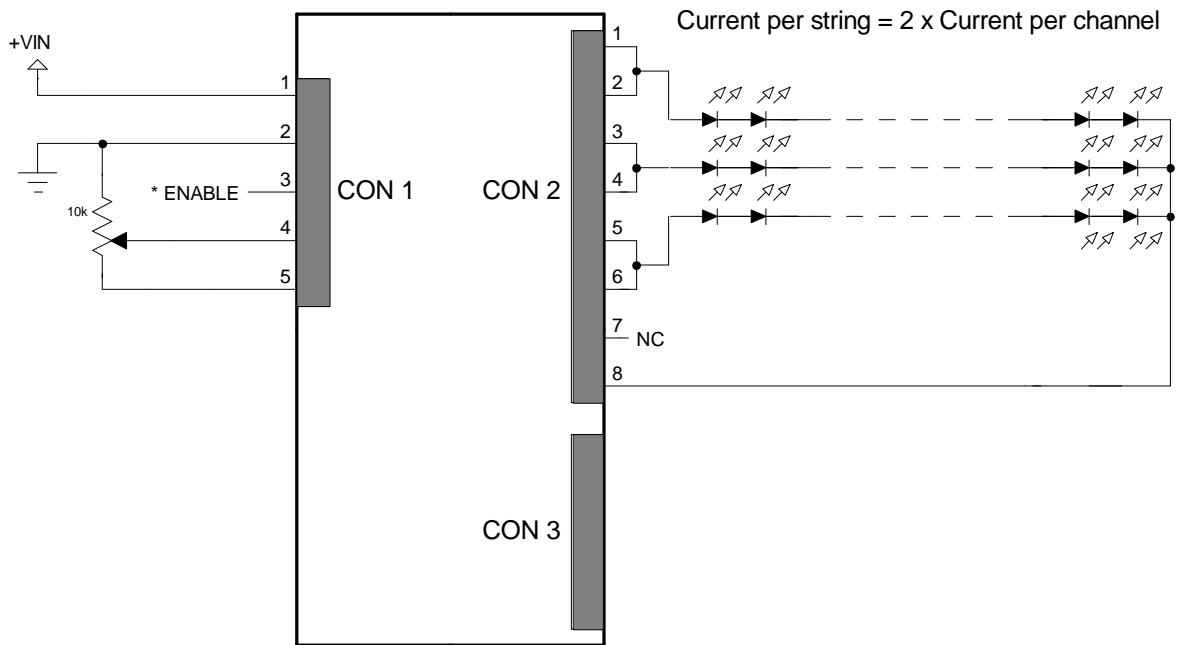 Current per string = 2 x Current per channel
+VIN
1
2
* ENABLE
3
10k
4
5
CON 1
CON 2
1
2
3
4
5
6
7
NC
8
CON 3